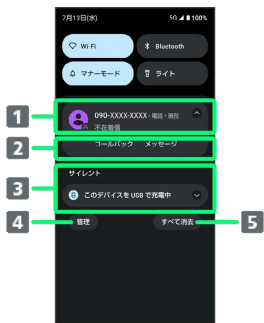 7月13日(水) 5G 100%
Wi-Fi Bluetooth
マナーモード ライト
1 090-XXXX-XXXX・電話・現在
不在着信
2 コールバック メッセージ
サイレント
3 このデバイスを USB で充電中
4 管理 すべて消去 5